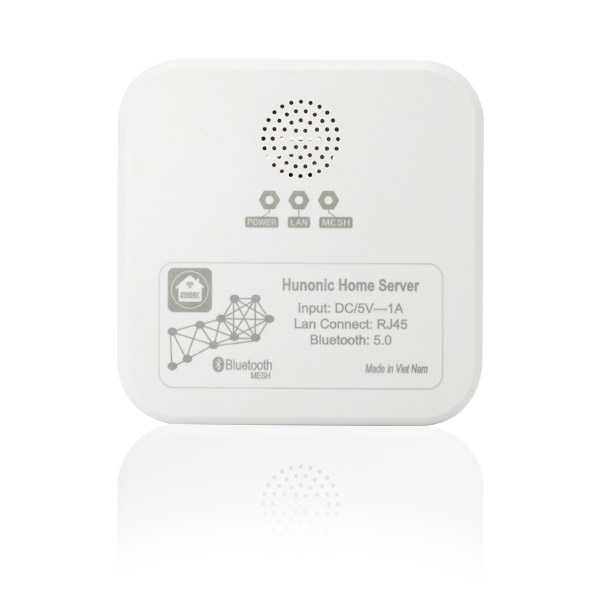 POWER LAN MESH
HUNONIC
Hunonic Home Server
Input: DC/5V—1A
Lan Connect: RJ45
Bluetooth: 5.0
Bluetooth
MESH
Made in Viet Nam